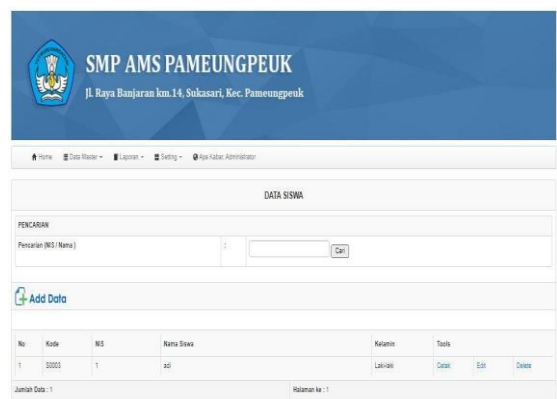 SMP AMS PAMEUNGPEUK
Jl. Raya Banjaran km.14, Sukasari, Kec. Pameungpeuk
Home Data Master Laporan Setting Apa Kabar, Administrator
DATA SISWA
PENCARIAN
Pencarian (NIS / Nama ) : Cari
Add Data
No Kode NIS Nama Siswa Kelamin Tools
1 S0003 1 adi Laki-laki Cetak Edit Delete
Jumlah Data : 1 Halaman ke : 1